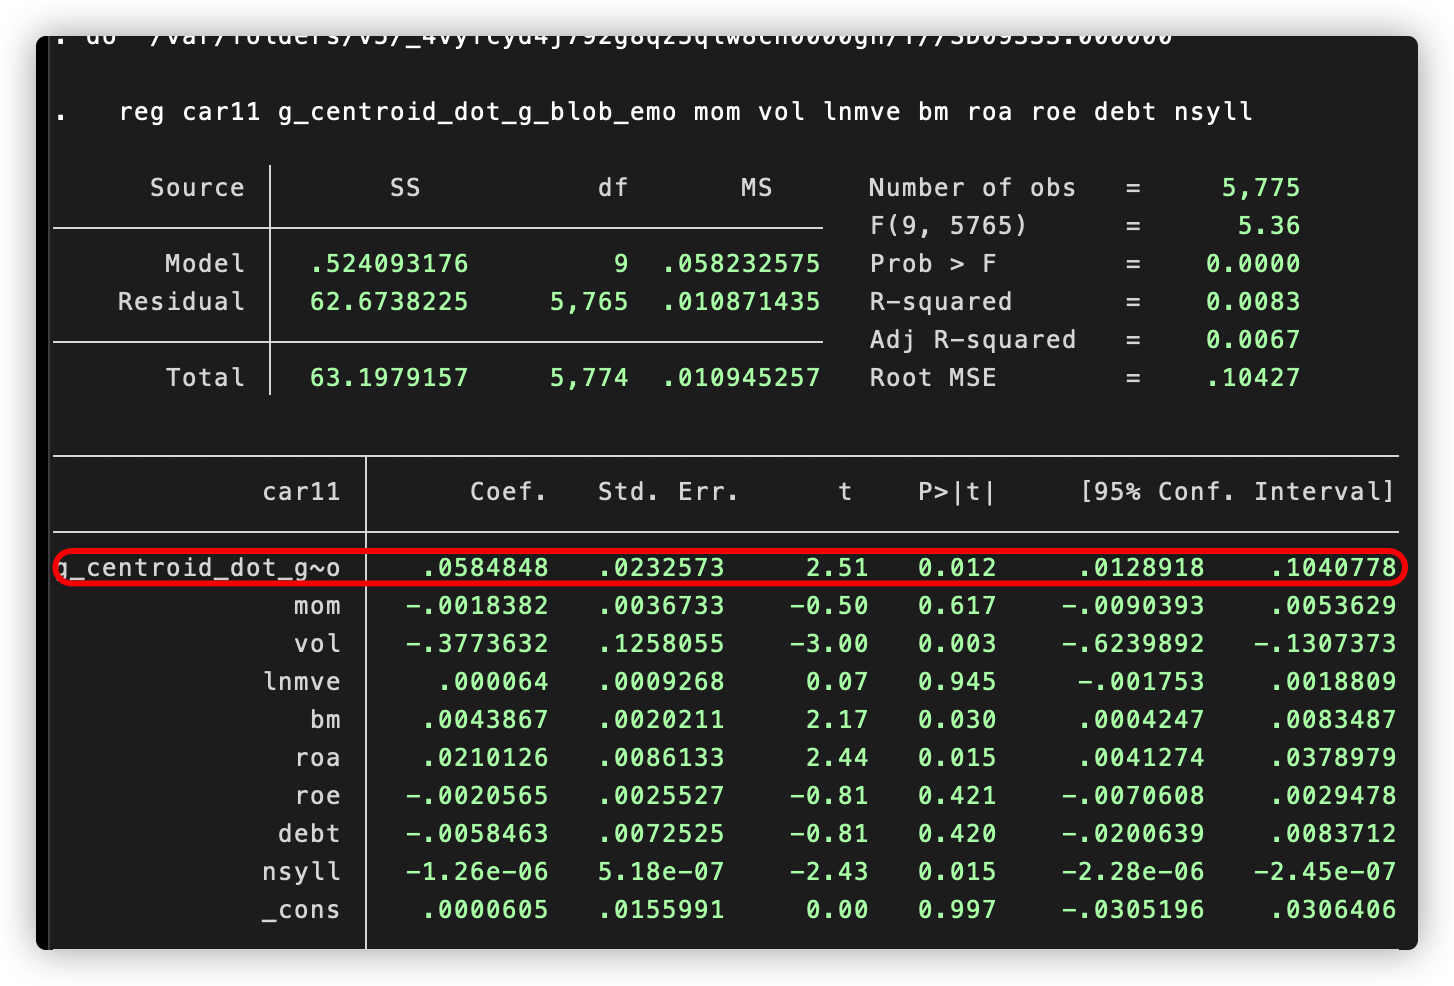 . do "/var/folders/v5/_4vyfcyd4j792g8qz5qlw8ch0000gn/T//SD09333.000000"
. reg car11 g_centroid_dot_g_blob_emo mom vol lnmve bm roa roe debt nsyll
Source SS df MS Number of obs = 5,775
F(9, 5765) = 5.36
Model .524093176 9 .058232575 Prob > F = 0.0000
Residual 62.6738225 5,765 .010871435 R-squared = 0.0083
Adj R-squared = 0.0067
Total 63.1979157 5,774 .010945257 Root MSE = .10427
car11 Coef. Std. Err. t P>|t| [95% Conf. Interval]
g_centroid_dot_g~o .0584848 .0232573 2.51 0.012 .0128918 .1040778
mom -.0018382 .0036733 -0.50 0.617 -.0090393 .0053629
vol -.3773632 .1258055 -3.00 0.003 -.6239892 -.1307373
lnmve .000064 .0009268 0.07 0.945 -.001753 .0018809
bm .0043867 .0020211 2.17 0.030 .0004247 .0083487
roa .0210126 .0086133 2.44 0.015 .0041274 .0378979
roe -.0020565 .0025527 -0.81 0.421 -.0070608 .0029478
debt -.0058463 .0072525 -0.81 0.420 -.0200639 .0083712
nsyll -1.26e-06 5.18e-07 -2.43 0.015 -2.28e-06 -2.45e-07
_cons .0000605 .0155991 0.00 0.997 -.0305196 .0306406